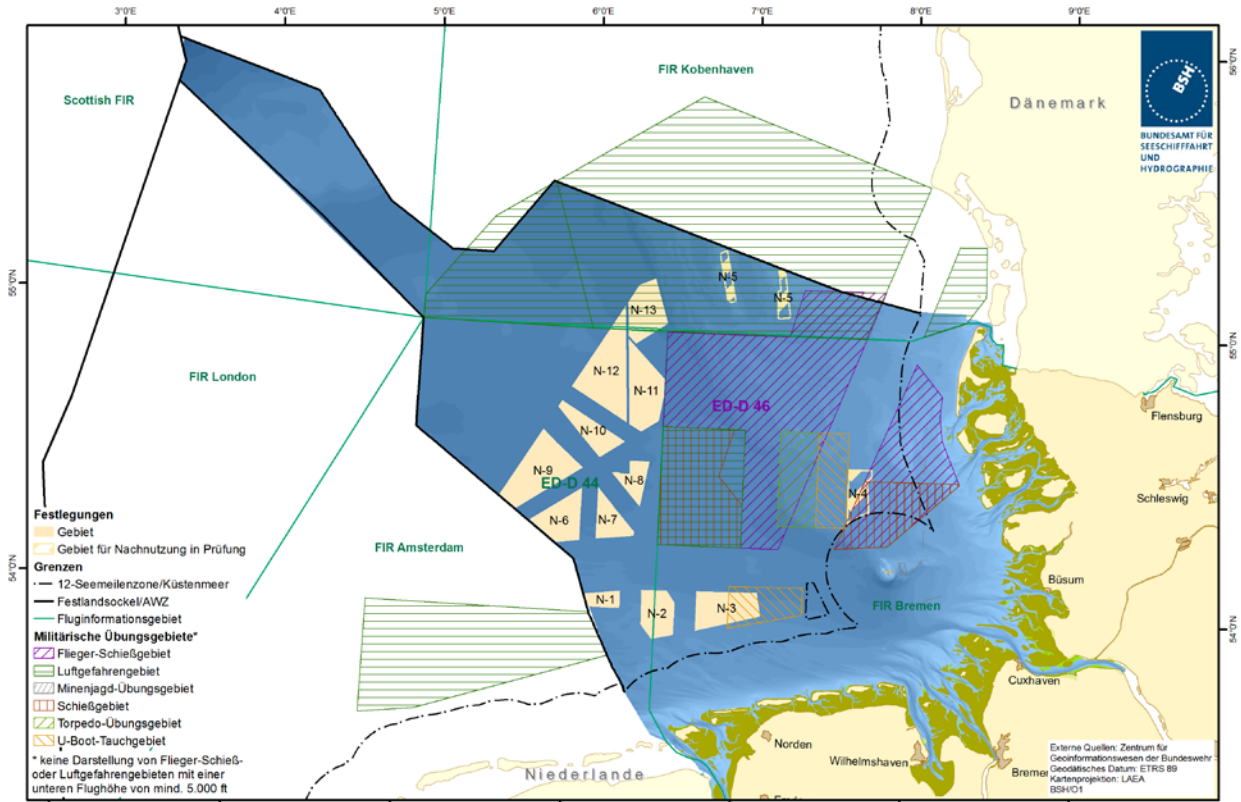 3°0'E
4°0'E
5°0'E
6°0'E
7°0'E
8°0'E
9°0'E
56°0'N
FIR Kobenhaven
Scottish FIR
Dänemark
BSH
BUNDESAMT FÜR
SEESCHIFFFAHRT
UND
HYDROGRAPHIE
55°0'N
N-5
N-5
N-13
55°0'N
FIR London
N-12
N-11
ED-D 46
Flensburg
N-10
N-9
N-8
ED-D 44
N-4
Schleswig
N-6
N-7
FIR Amsterdam
54°0'N
Büsum
N-1
N-2
N-3
FIR Bremen
54°0'N
Cuxhaven
Norden
Wilhelmshaven
Bremer
Niederlande
Festlegungen
Gebiet
Gebiet für Nachnutzung in Prüfung
Grenzen
12-Seemeilenzone/Küstenmeer
Festlandsockel/AWZ
Fluginformationsgebiet
Militärische Übungsgebiete*
Flieger-Schießgebiet
Luftgefahrengebiet
Minenjagd-Übungsgebiet
Schießgebiet
Torpedo-Übungsgebiet
U-Boot-Tauchgebiet
* keine Darstellung von Flieger-Schieß-
oder Luftgefahrengebieten mit einer
unteren Flughöhe von mind. 5.000 ft
Externe Quellen: Zentrum für
Geoinformationswesen der Bundeswehr
Geodätisches Datum: ETRS 89
Kartenprojektion: LAEA
BSH/O1